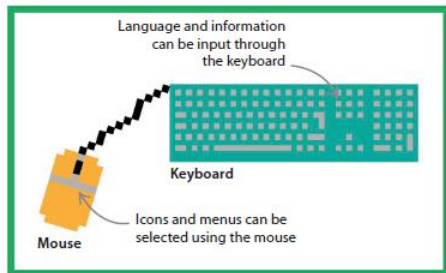 Language and information
can be input through
the keyboard
Keyboard
Icons and menus can be
selected using the mouse
Mouse